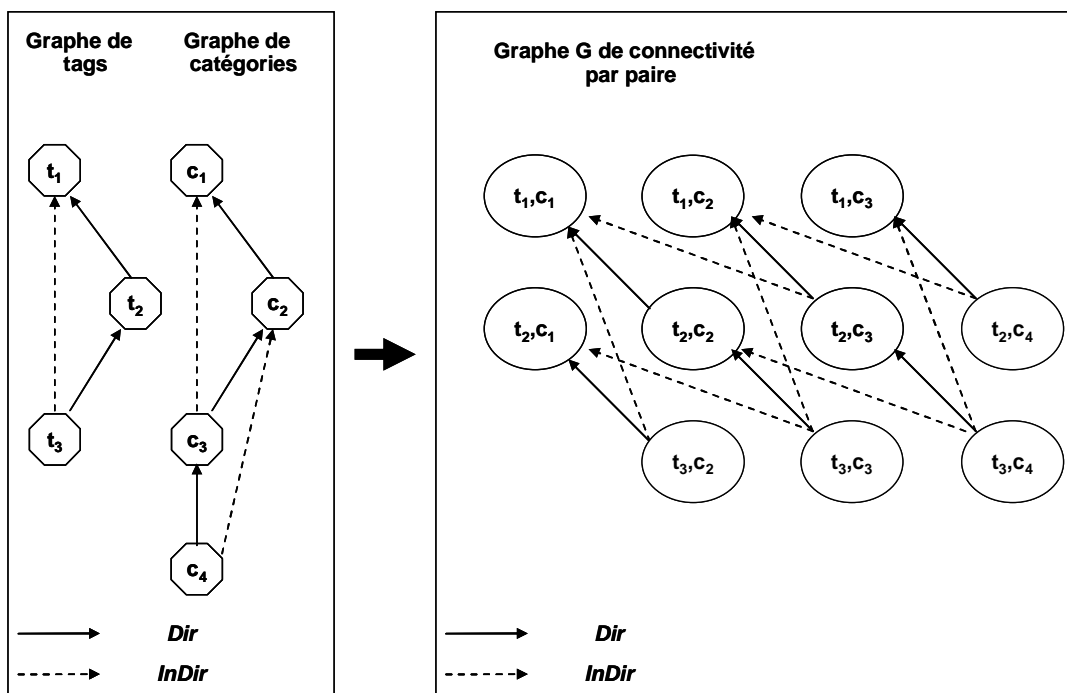 Graphe de
tags
Graphe de
catégories
t1
c1
t2
c2
t3
c3
c4
Dir
InDir
Graphe G de connectivité
par paire
t1,c1 t1,c2 t1,c3
t2,c1 t2,c2 t2,c3 t2,c4
t3,c2 t3,c3 t3,c4
Dir
InDir